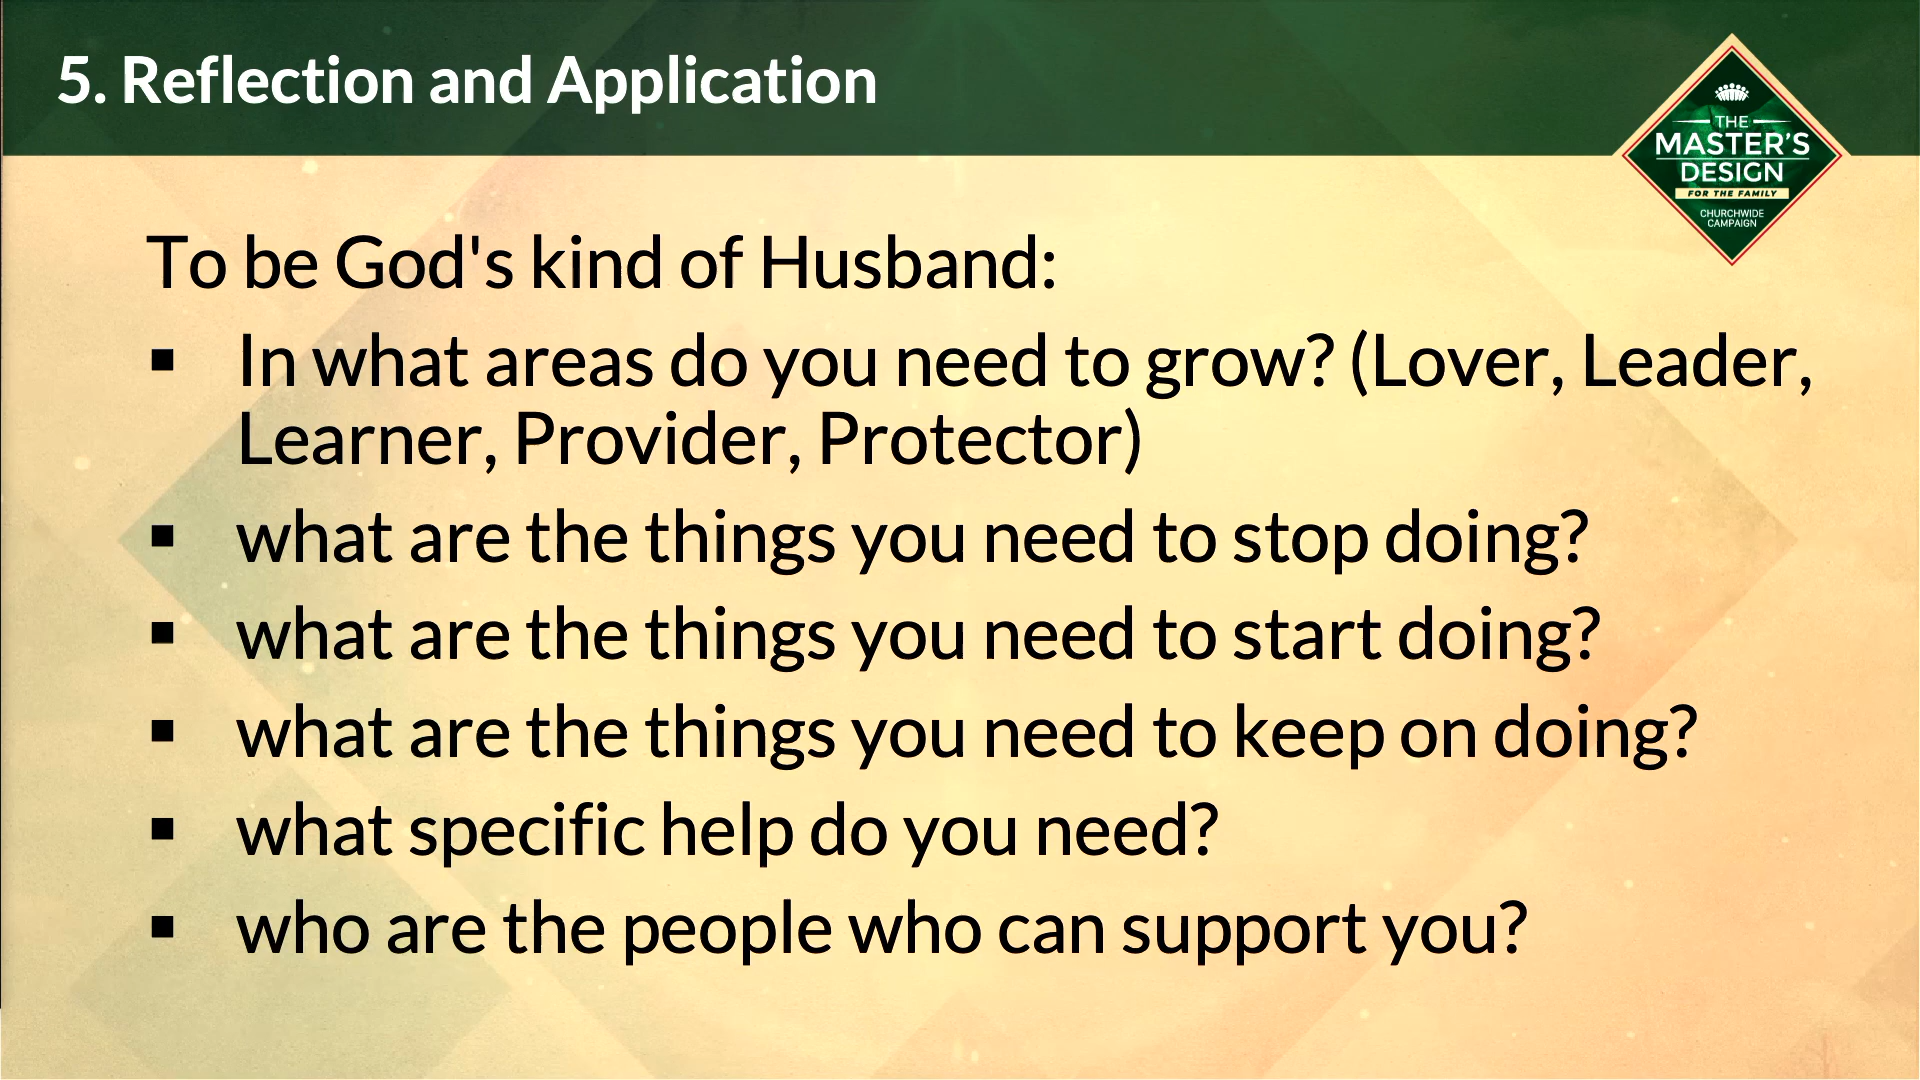 5. Reflection and Application
THE
MASTER'S
DESIGN
FOR THE FAMILY
CHURCHWIDE
CAMPAIGN
To be God's kind of Husband:
▪ In what areas do you need to grow? (Lover, Leader,
Learner, Provider, Protector)
▪ what are the things you need to stop doing?
▪ what are the things you need to start doing?
▪ what are the things you need to keep on doing?
▪ what specific help do you need?
▪ who are the people who can support you?